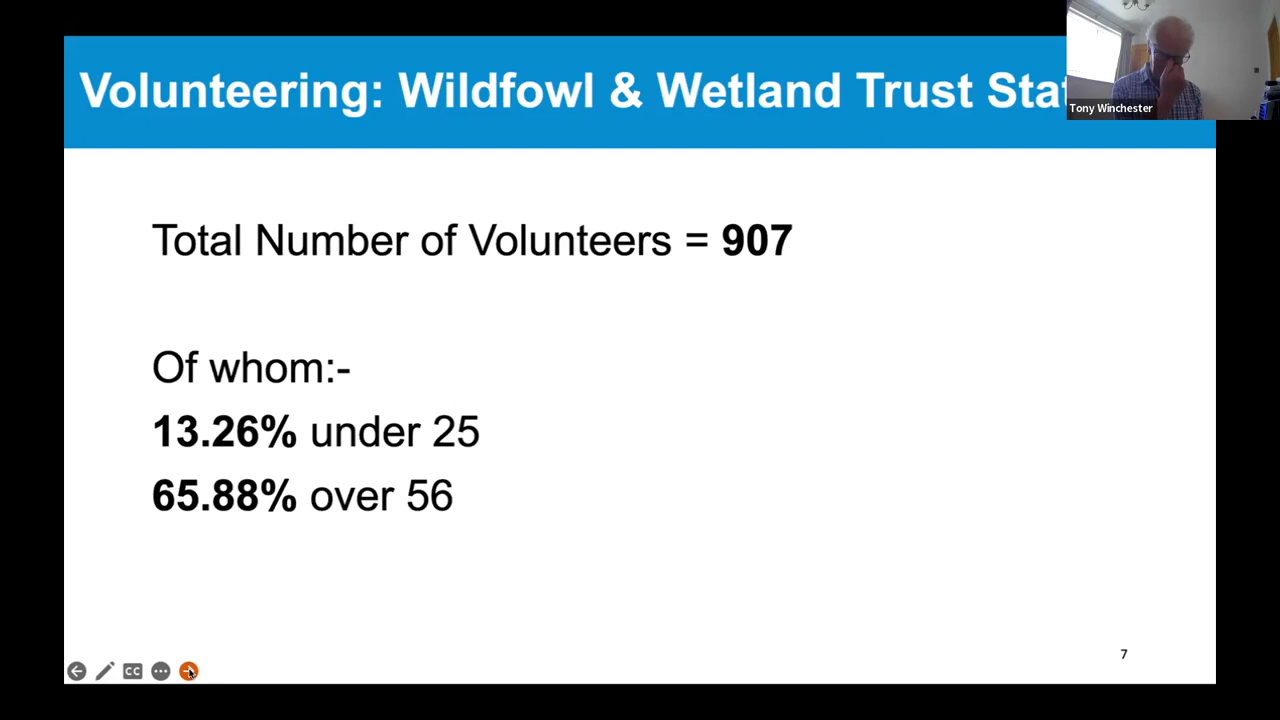 Volunteering: Wildfowl & Wetland Trust
Tony Winchester
Total Number of Volunteers = 907
Of whom:-
13.26% under 25
65.88% over 56
CC
7